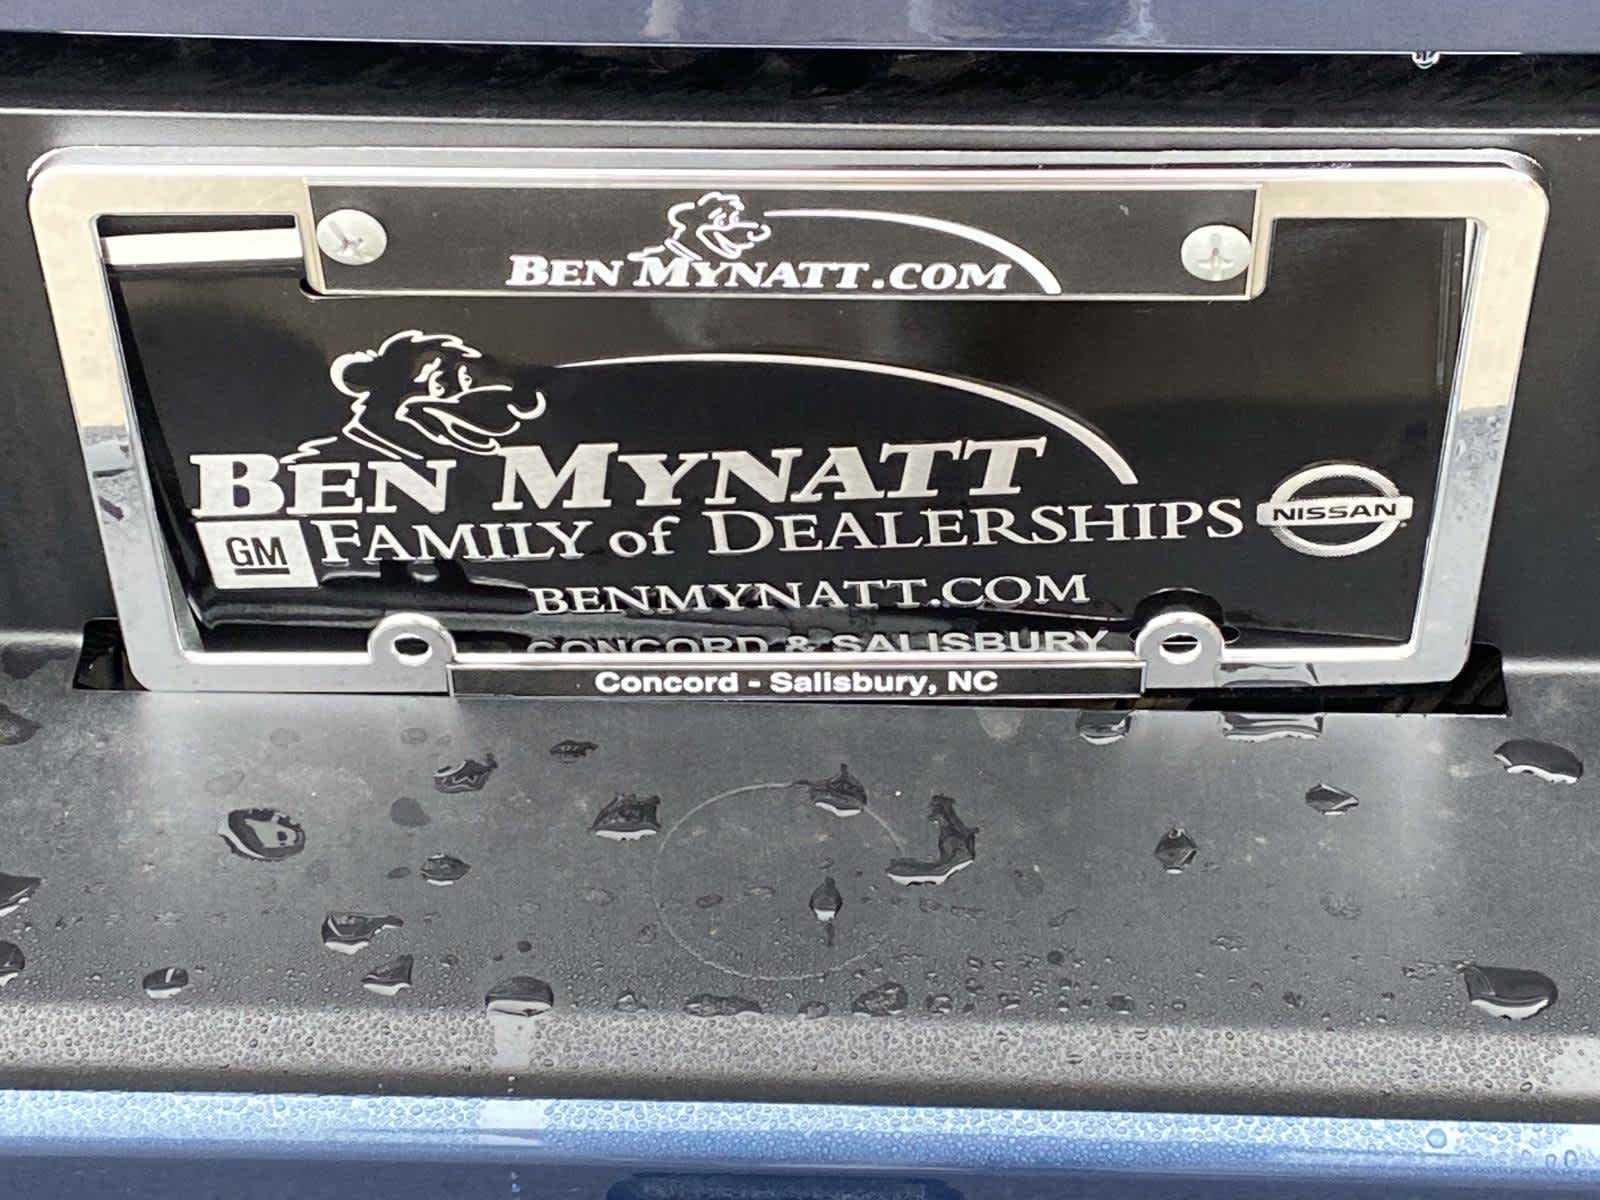 BEN MYNATT.COM
BEN MYNATT
GM FAMILY of DEALERSHIPS NISSAN
BENMYNATT.COM
CONCORD & SALISBURY
Concord - Salisbury, NC